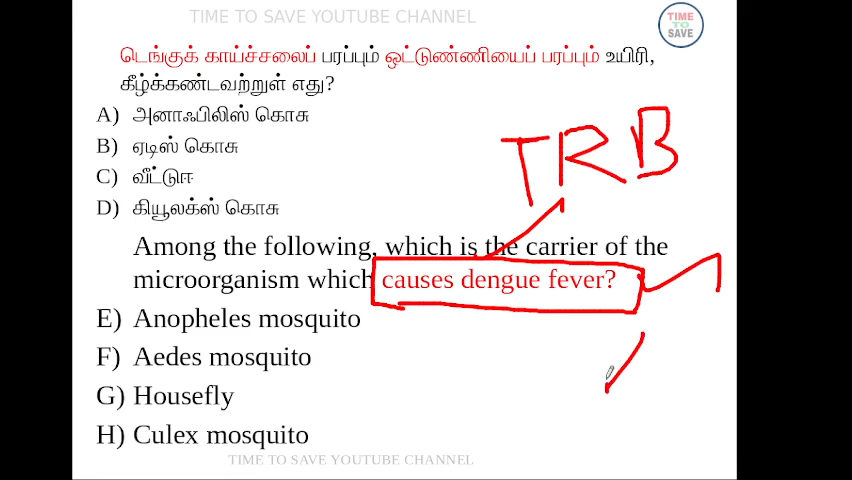 TIME TO SAVE YOUTUBE CHANNEL
TIME
TO
SAVE
டெங்குக் காய்ச்சலைப் பரப்பும் ஒட்டுண்ணியைப் பரப்பும் உயிரி,
கீழ்க்கண்டவற்றுள் எது?
A) அனாஃபிலிஸ் கொசு
B) ஏடிஸ் கொசு
C) வீட்டுஈ
D) கியூலக்ஸ் கொசு
TRB
Among the following, which is the carrier of the
microorganism which causes dengue fever?
E) Anopheles mosquito
F) Aedes mosquito
G) Housefly
H) Culex mosquito
TIME TO SAVE YOUTUBE CHANNEL